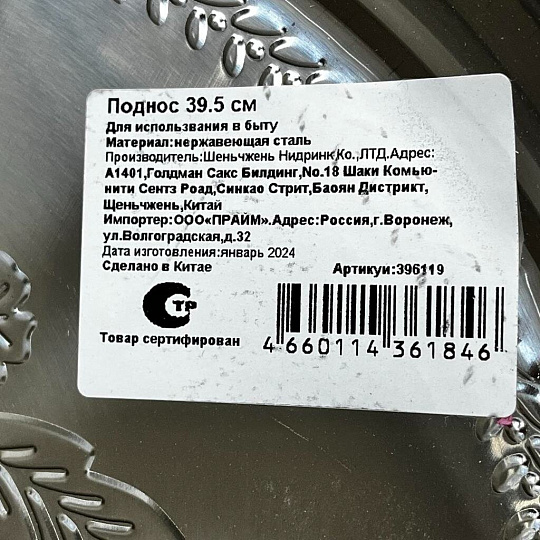 Поднос 39.5 см
Для использвания в быту
Материал:нержавеющая сталь
Производитель:Шеньчжень Нидринк Ко.,ЛТД.Адрес:
А1401,Голдман Сакс Билдинг,No.18 Шаки Комью-
нити Сентз Роад,Синкао Стрит,Баоян Дистрикт,
Щеньчжень,Китай
Импортер:ООО«ПРАЙМ».Адрес:Россия,г.Воронеж,
ул.Волгоградская,д.32
Дата изготовления:январь 2024
Сделано в Китае
Артикуи:396119
СТР
Товар сертифирован
4 660114 361846